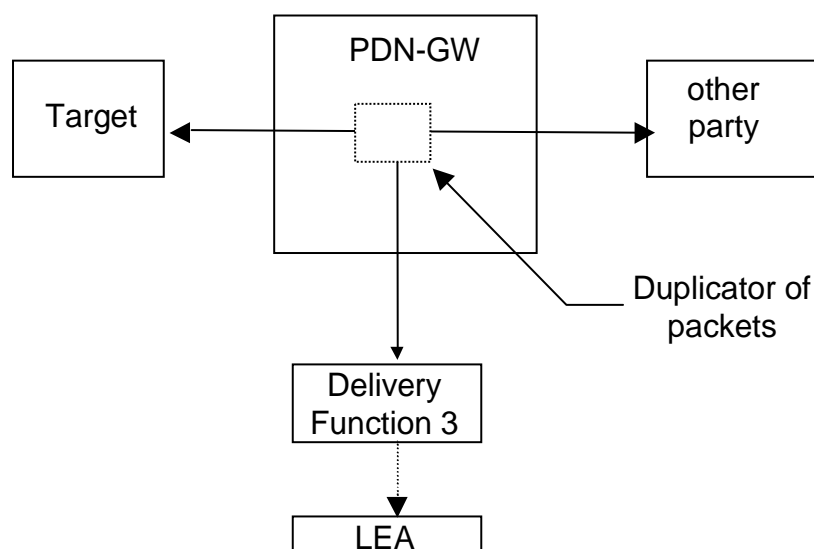 PDN-GW
Target
other
party
Duplicator of
packets
Delivery
Function 3
LEA